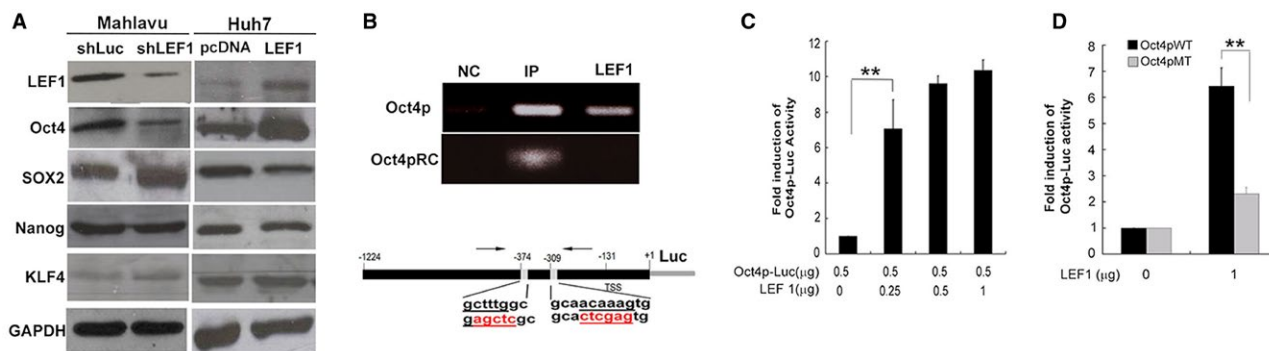 A
Mahlavu Huh7
shLuc shLEF1 pcDNA LEF1
LEF1
Oct4
SOX2
Nanog
KLF4
GAPDH
B
NC IP LEF1
Oct4p
Oct4pRC
-1224 -374 -309 -131 +1 Luc
TSS
gctttggc gcaacaaagtg
gagctcgc gcactcgagtg
C
Fold induction of
Oct4p-Luc Activity
12
10
8
6
4
2
0
**
Oct4p-Luc(μg) 0.5 0.5 0.5 0.5
LEF 1(μg) 0 0.25 0.5 1
D
Fold induction of
Oct4p-Luc activity
8
7
6
5
4
3
2
1
0
Oct4pWT
Oct4pMT
**
LEF1 (μg) 0 1